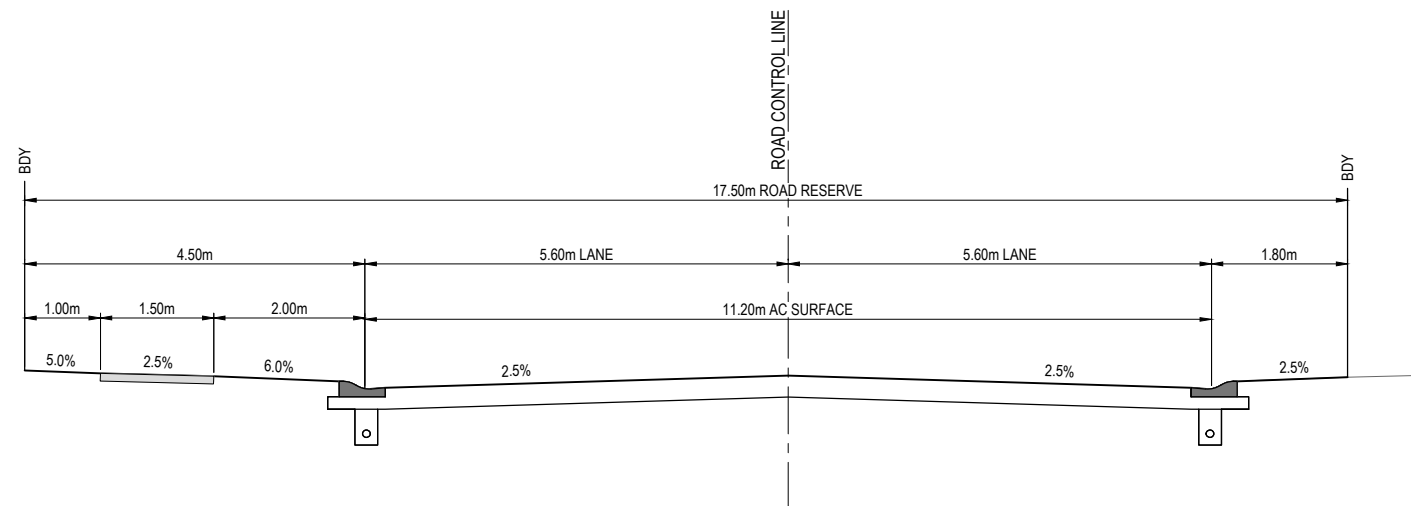 ROAD CONTROL LINE
BDY
BDY
17.50m ROAD RESERVE
4.50m
5.60m LANE
5.60m LANE
1.80m
1.00m
1.50m
2.00m
11.20m AC SURFACE
5.0%
2.5%
6.0%
2.5%
2.5%
2.5%